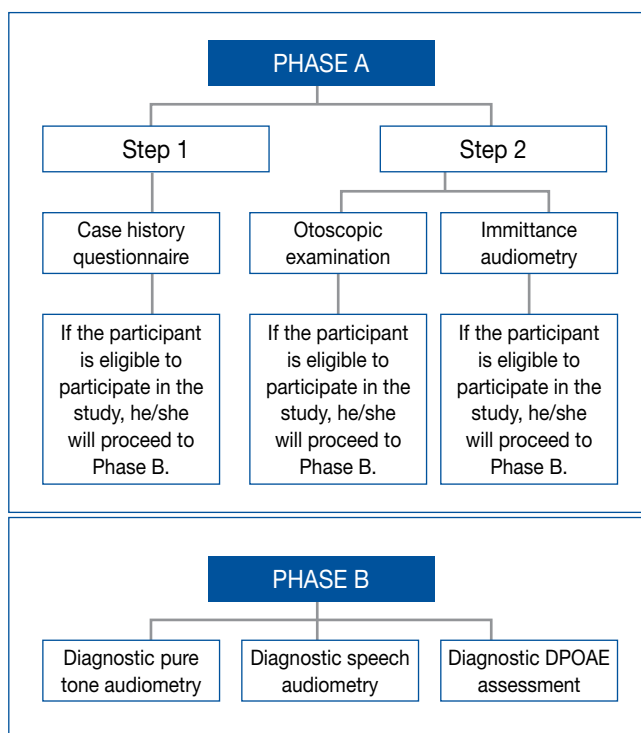 PHASE A
Step 1
Step 2
Case history
questionnaire
Otoscopic
examination
Immittance
audiometry
If the participant
is eligible to
participate in the
study, he/she
will proceed to
Phase B.
If the participant
is eligible to
participate in the
study, he/she
will proceed to
Phase B.
If the participant
is eligible to
participate in the
study, he/she
will proceed to
Phase B.
PHASE B
Diagnostic pure
tone audiometry
Diagnostic speech
audiometry
Diagnostic DPOAE
assessment